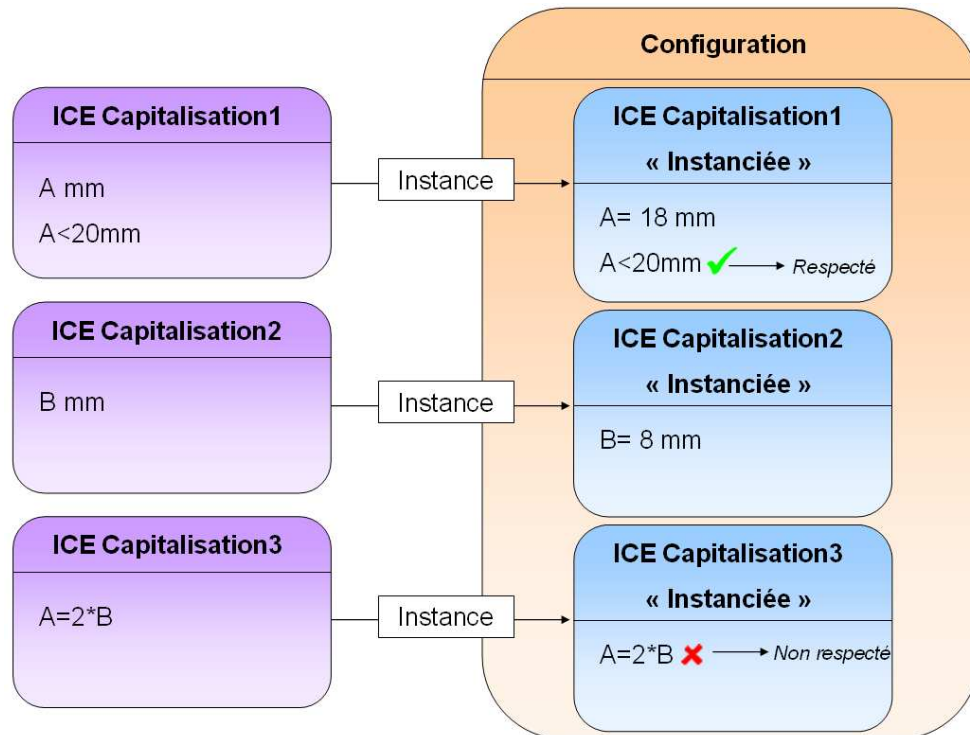 Configuration
ICE Capitalisation1
A mm
A<20mm
Instance
ICE Capitalisation1
« Instanciée »
A= 18 mm
A<20mm
Respecté
ICE Capitalisation2
B mm
Instance
ICE Capitalisation2
« Instanciée »
B= 8 mm
ICE Capitalisation3
A=2*B
Instance
ICE Capitalisation3
« Instanciée »
A=2*B
Non respecté